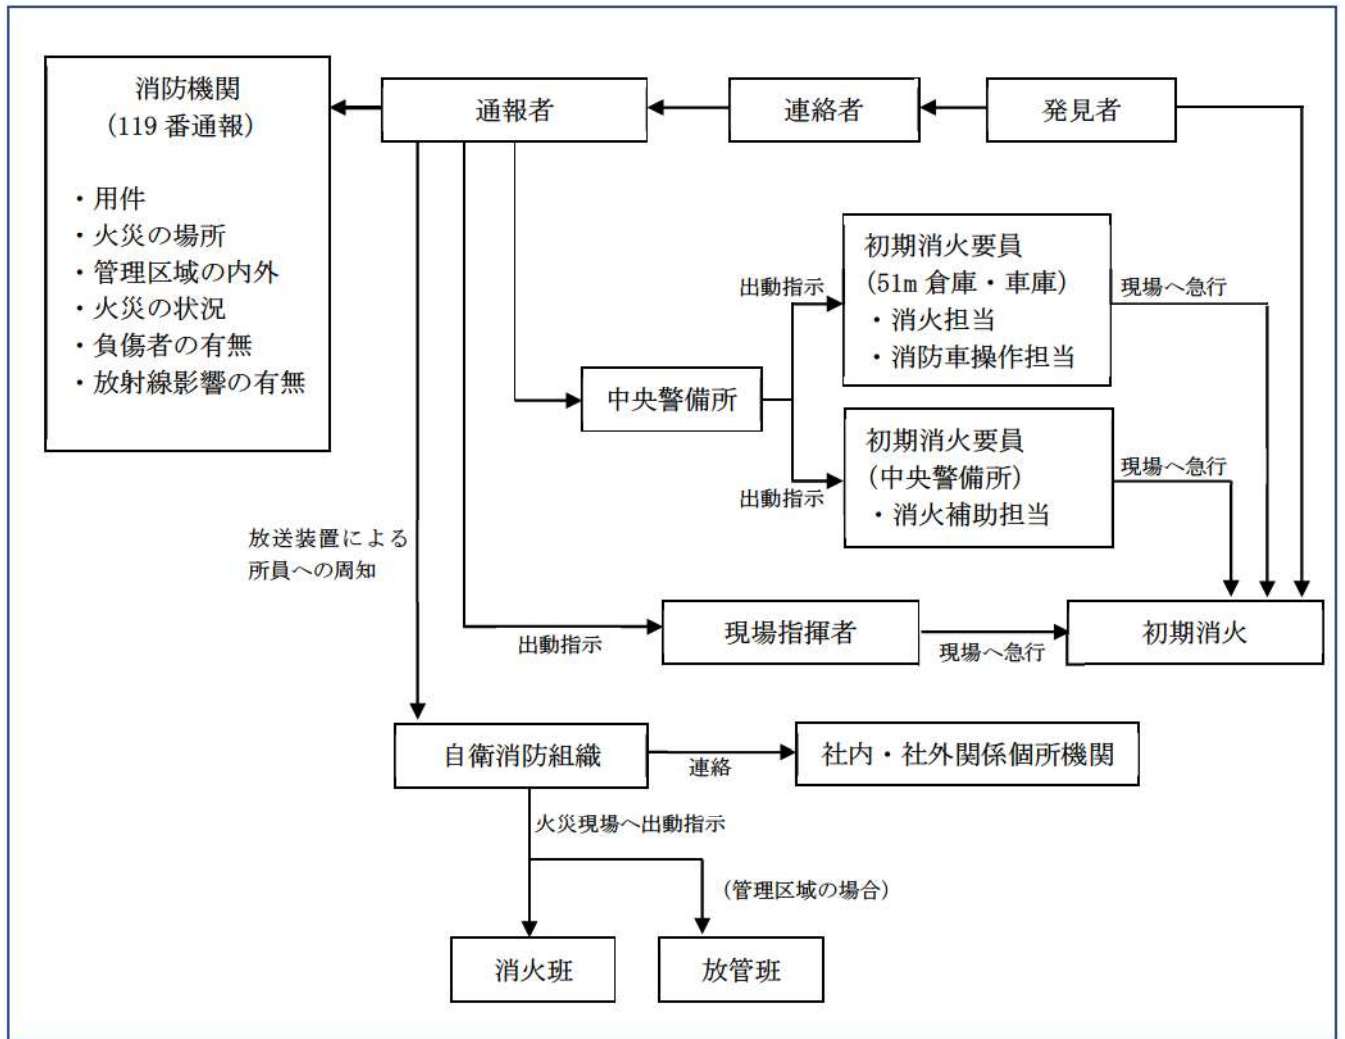 消防機関
(119 番通報)
・用件
・火災の場所
・管理区域の内外
・火災の状況
・負傷者の有無
・放射線影響の有無
通報者
連絡者
発見者
初期消火要員
(51m 倉庫・車庫)
・消火担当
・消防車操作担当
出動指示
現場へ急行
中央警備所
初期消火要員
(中央警備所)
・消火補助担当
出動指示
現場へ急行
放送装置による
所員への周知
現場指揮者
出動指示
現場へ急行
初期消火
自衛消防組織
連絡
社内・社外関係個所機関
火災現場へ出動指示
(管理区域の場合)
消火班
放管班